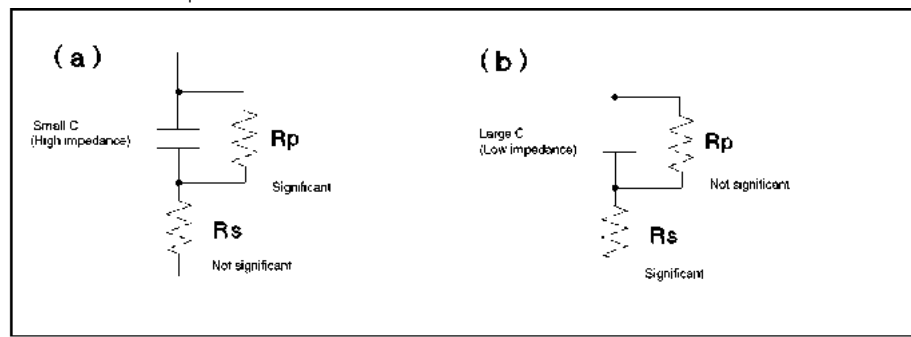 (a)
Small C
(High impedance)
Rp
Significant
Rs
Not significant
(b)
Large C
(Low impedance)
Rp
Not significant
Rs
Significant